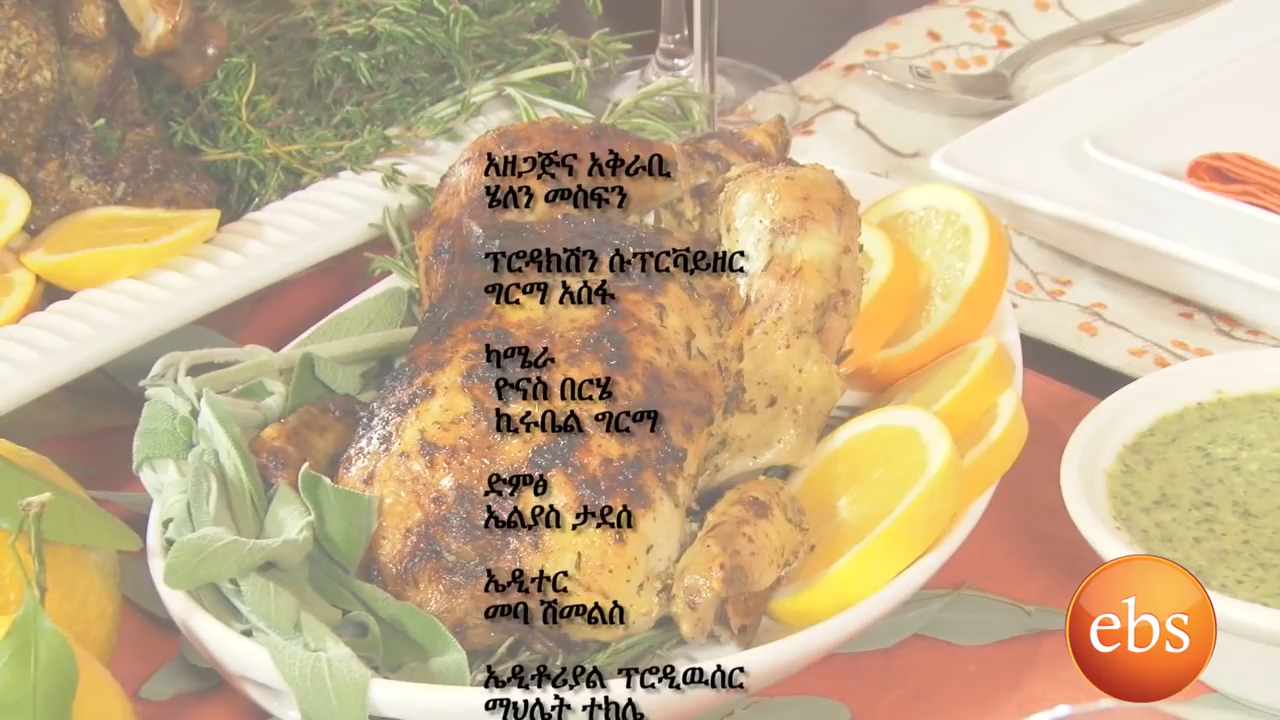 አዘጋጅና አቅራቢ
ሄለን መስፍን
ፕሮዳክሽን ሱፐርቫይዘር
ግርማ አሰፋ
ካሜራ
ዮናስ በርሄ
ኪሩቤል ግርማ
ድምፅ
ኤልያስ ታደሰ
ኤዲተር
መባ ሽመልስ
ኤዲቶሪያል ፕሮዲዉሰር
ማህሌት ተክሌ
ebs